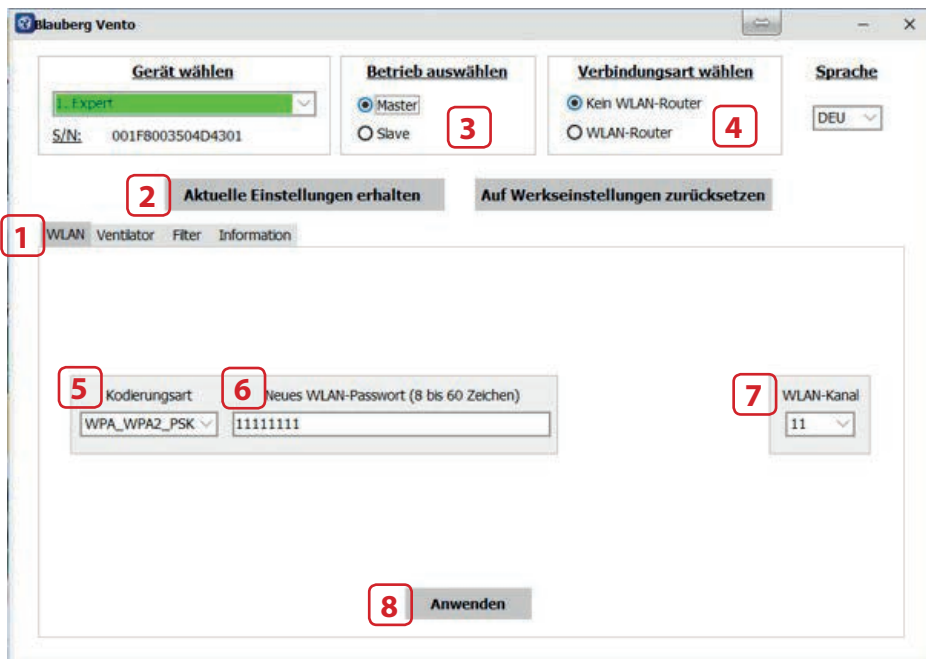 Blauberg Vento
Gerät wählen
Betrieb auswählen
Verbindungsart wählen
Sprache
1. Expert
Master
Kein WLAN-Router
DEU
S/N: 001F8003504D4301
Slave
3
WLAN-Router
4
2
Aktuelle Einstellungen erhalten
Auf Werkseinstellungen zurücksetzen
1
WLAN Ventilator Filter Information
5
Kodierungsart
6
Neues WLAN-Passwort (8 bis 60 Zeichen)
7
WLAN-Kanal
WPA_WPA2_PSK
11111111
11
8
Anwenden